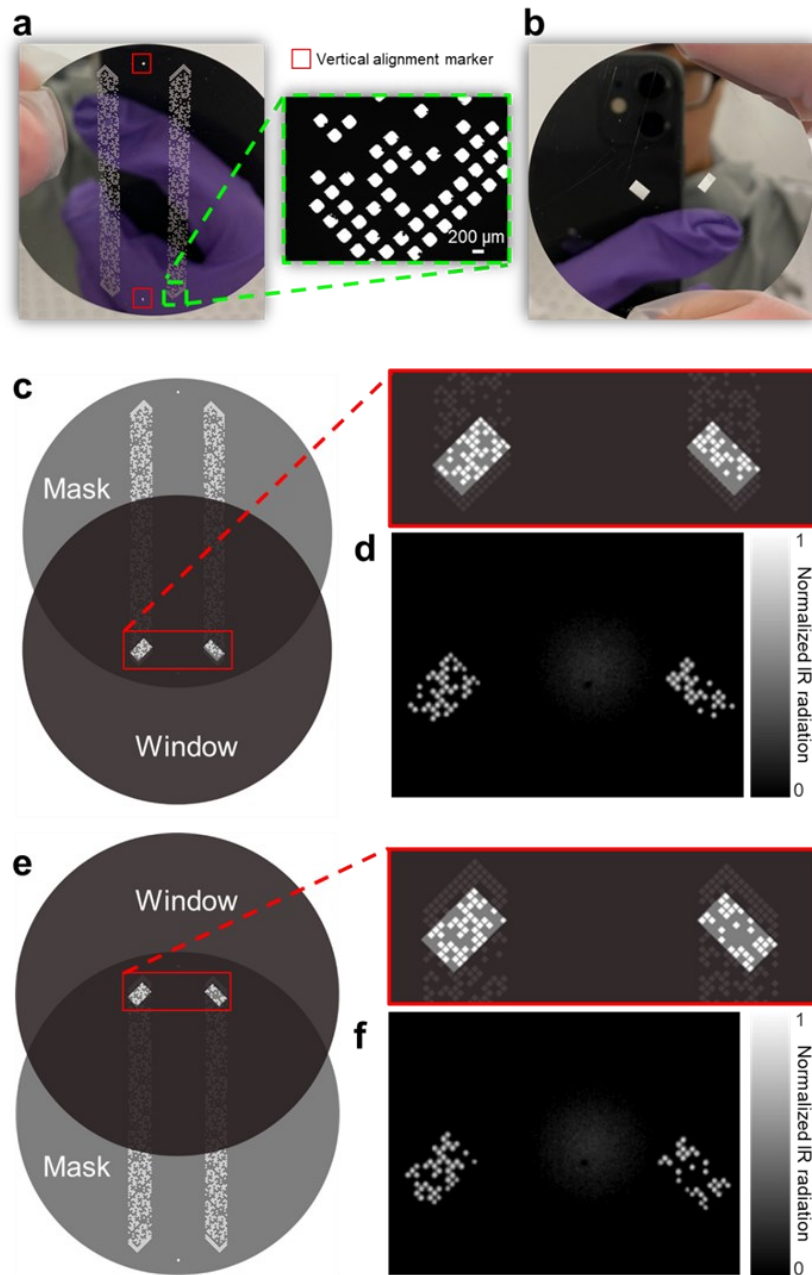 a
Vertical alignment marker
b
200 µm
c
Mask
Window
d
1
Normalized IR radiation
0
e
Window
Mask
f
1
Normalized IR radiation
0